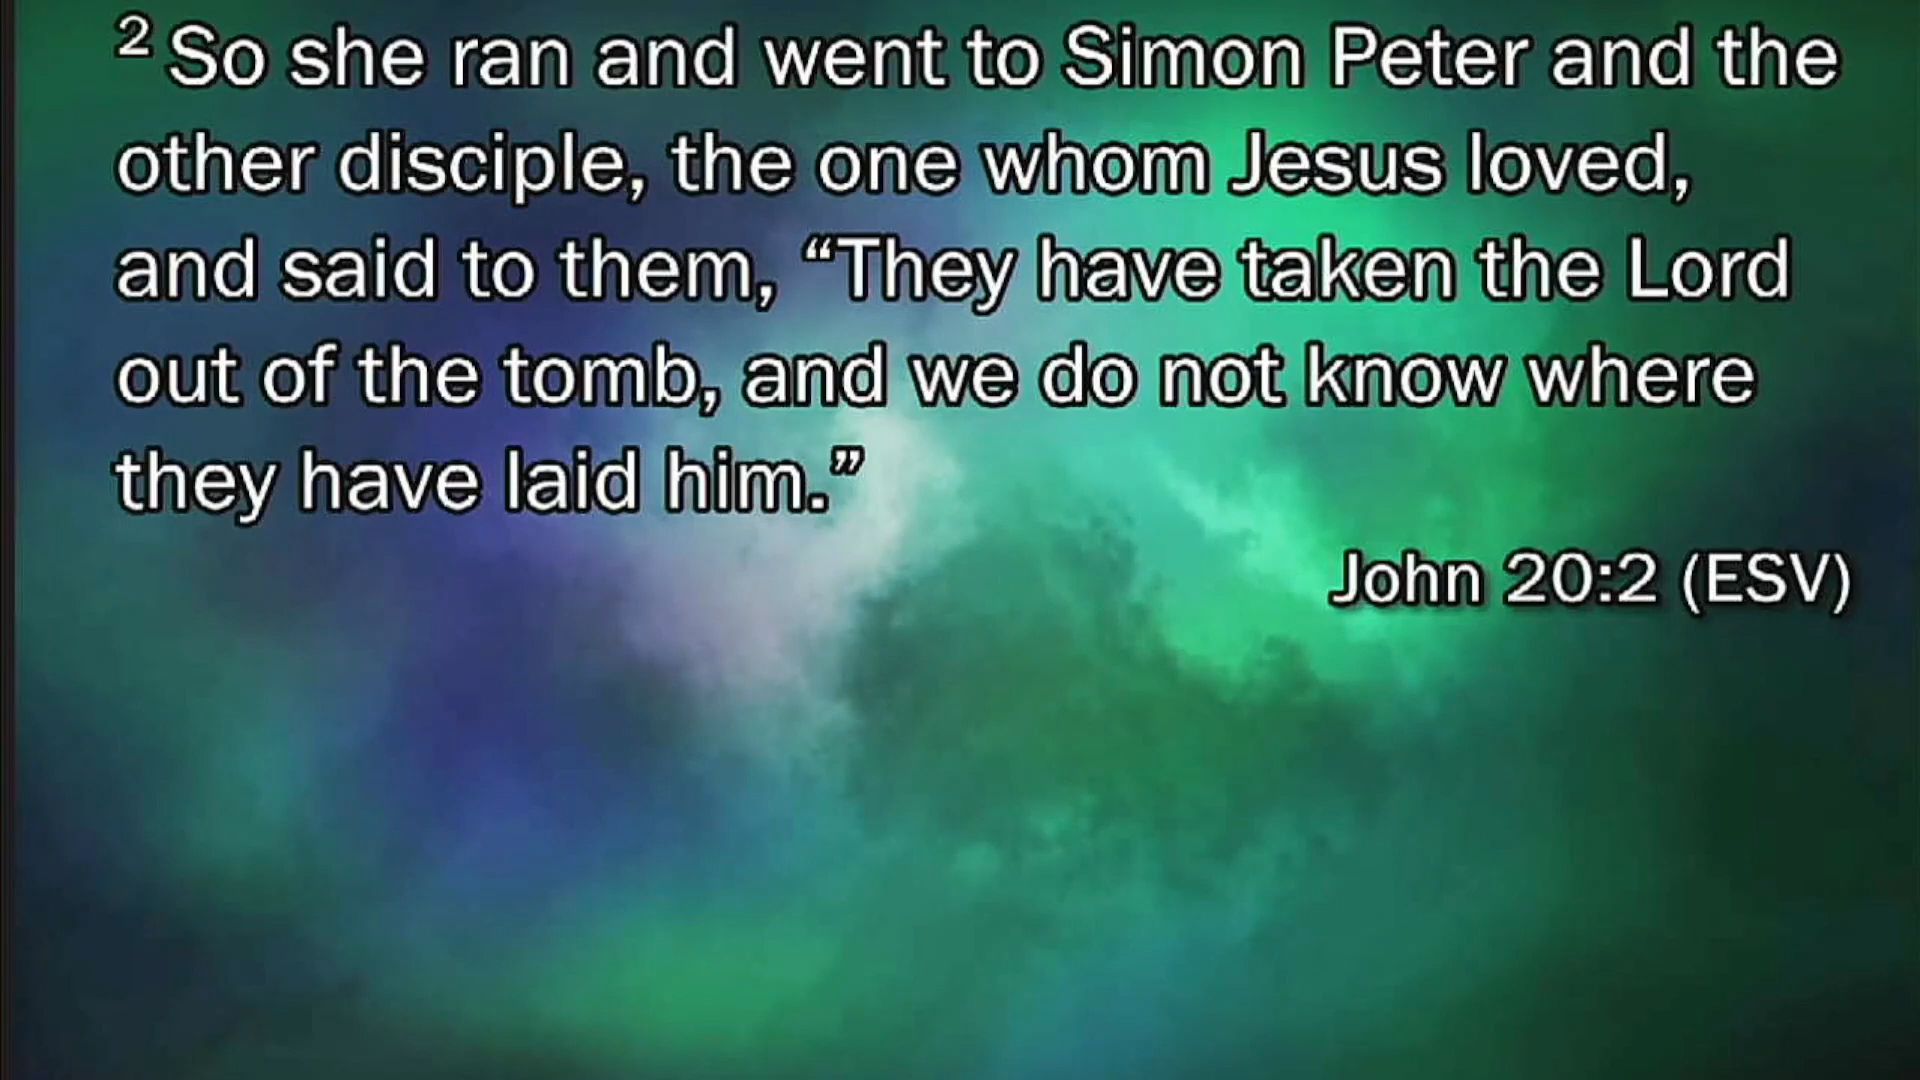 2 So she ran and went to Simon Peter and the
other disciple, the one whom Jesus loved,
and said to them, “They have taken the Lord
out of the tomb, and we do not know where
they have laid him.”
John 20:2 (ESV)